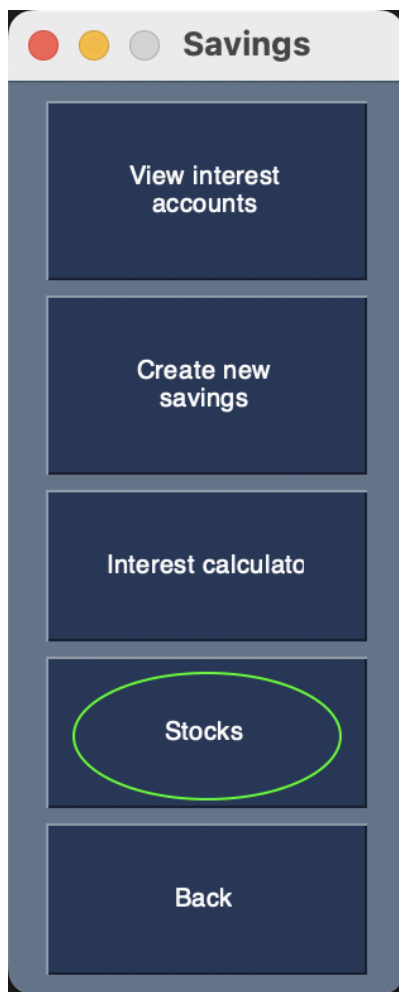 Savings
View interest
accounts
Create new
savings
Interest calculato
Stocks
Back